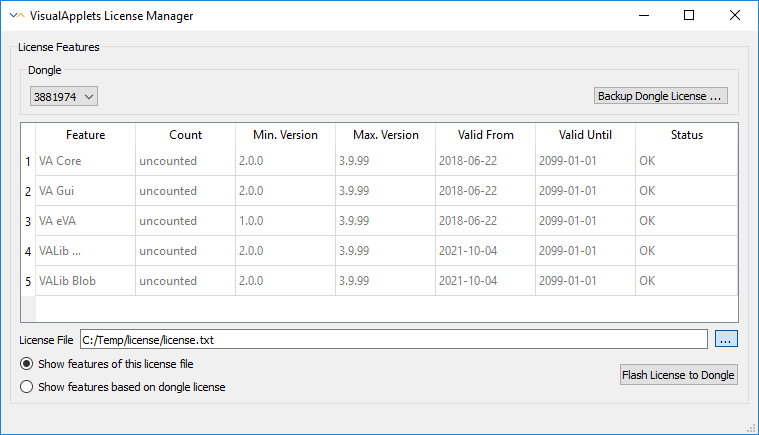 VisualApplets License Manager
License Features
Dongle
3881974
Backup Dongle License ...
Feature Count Min. Version Max. Version Valid From Valid Until Status
1 VA Core uncounted 2.0.0 3.9.99 2018-06-22 2099-01-01 OK
2 VA Gui uncounted 2.0.0 3.9.99 2018-06-22 2099-01-01 OK
3 VA eVA uncounted 1.0.0 3.9.99 2018-06-22 2099-01-01 OK
4 VALib ... uncounted 2.0.0 3.9.99 2021-10-04 2099-01-01 OK
5 VALib Blob uncounted 2.0.0 3.9.99 2021-10-04 2099-01-01 OK
License File C:/Temp/license/license.txt ...
Show features of this license file
Flash License to Dongle
Show features based on dongle license